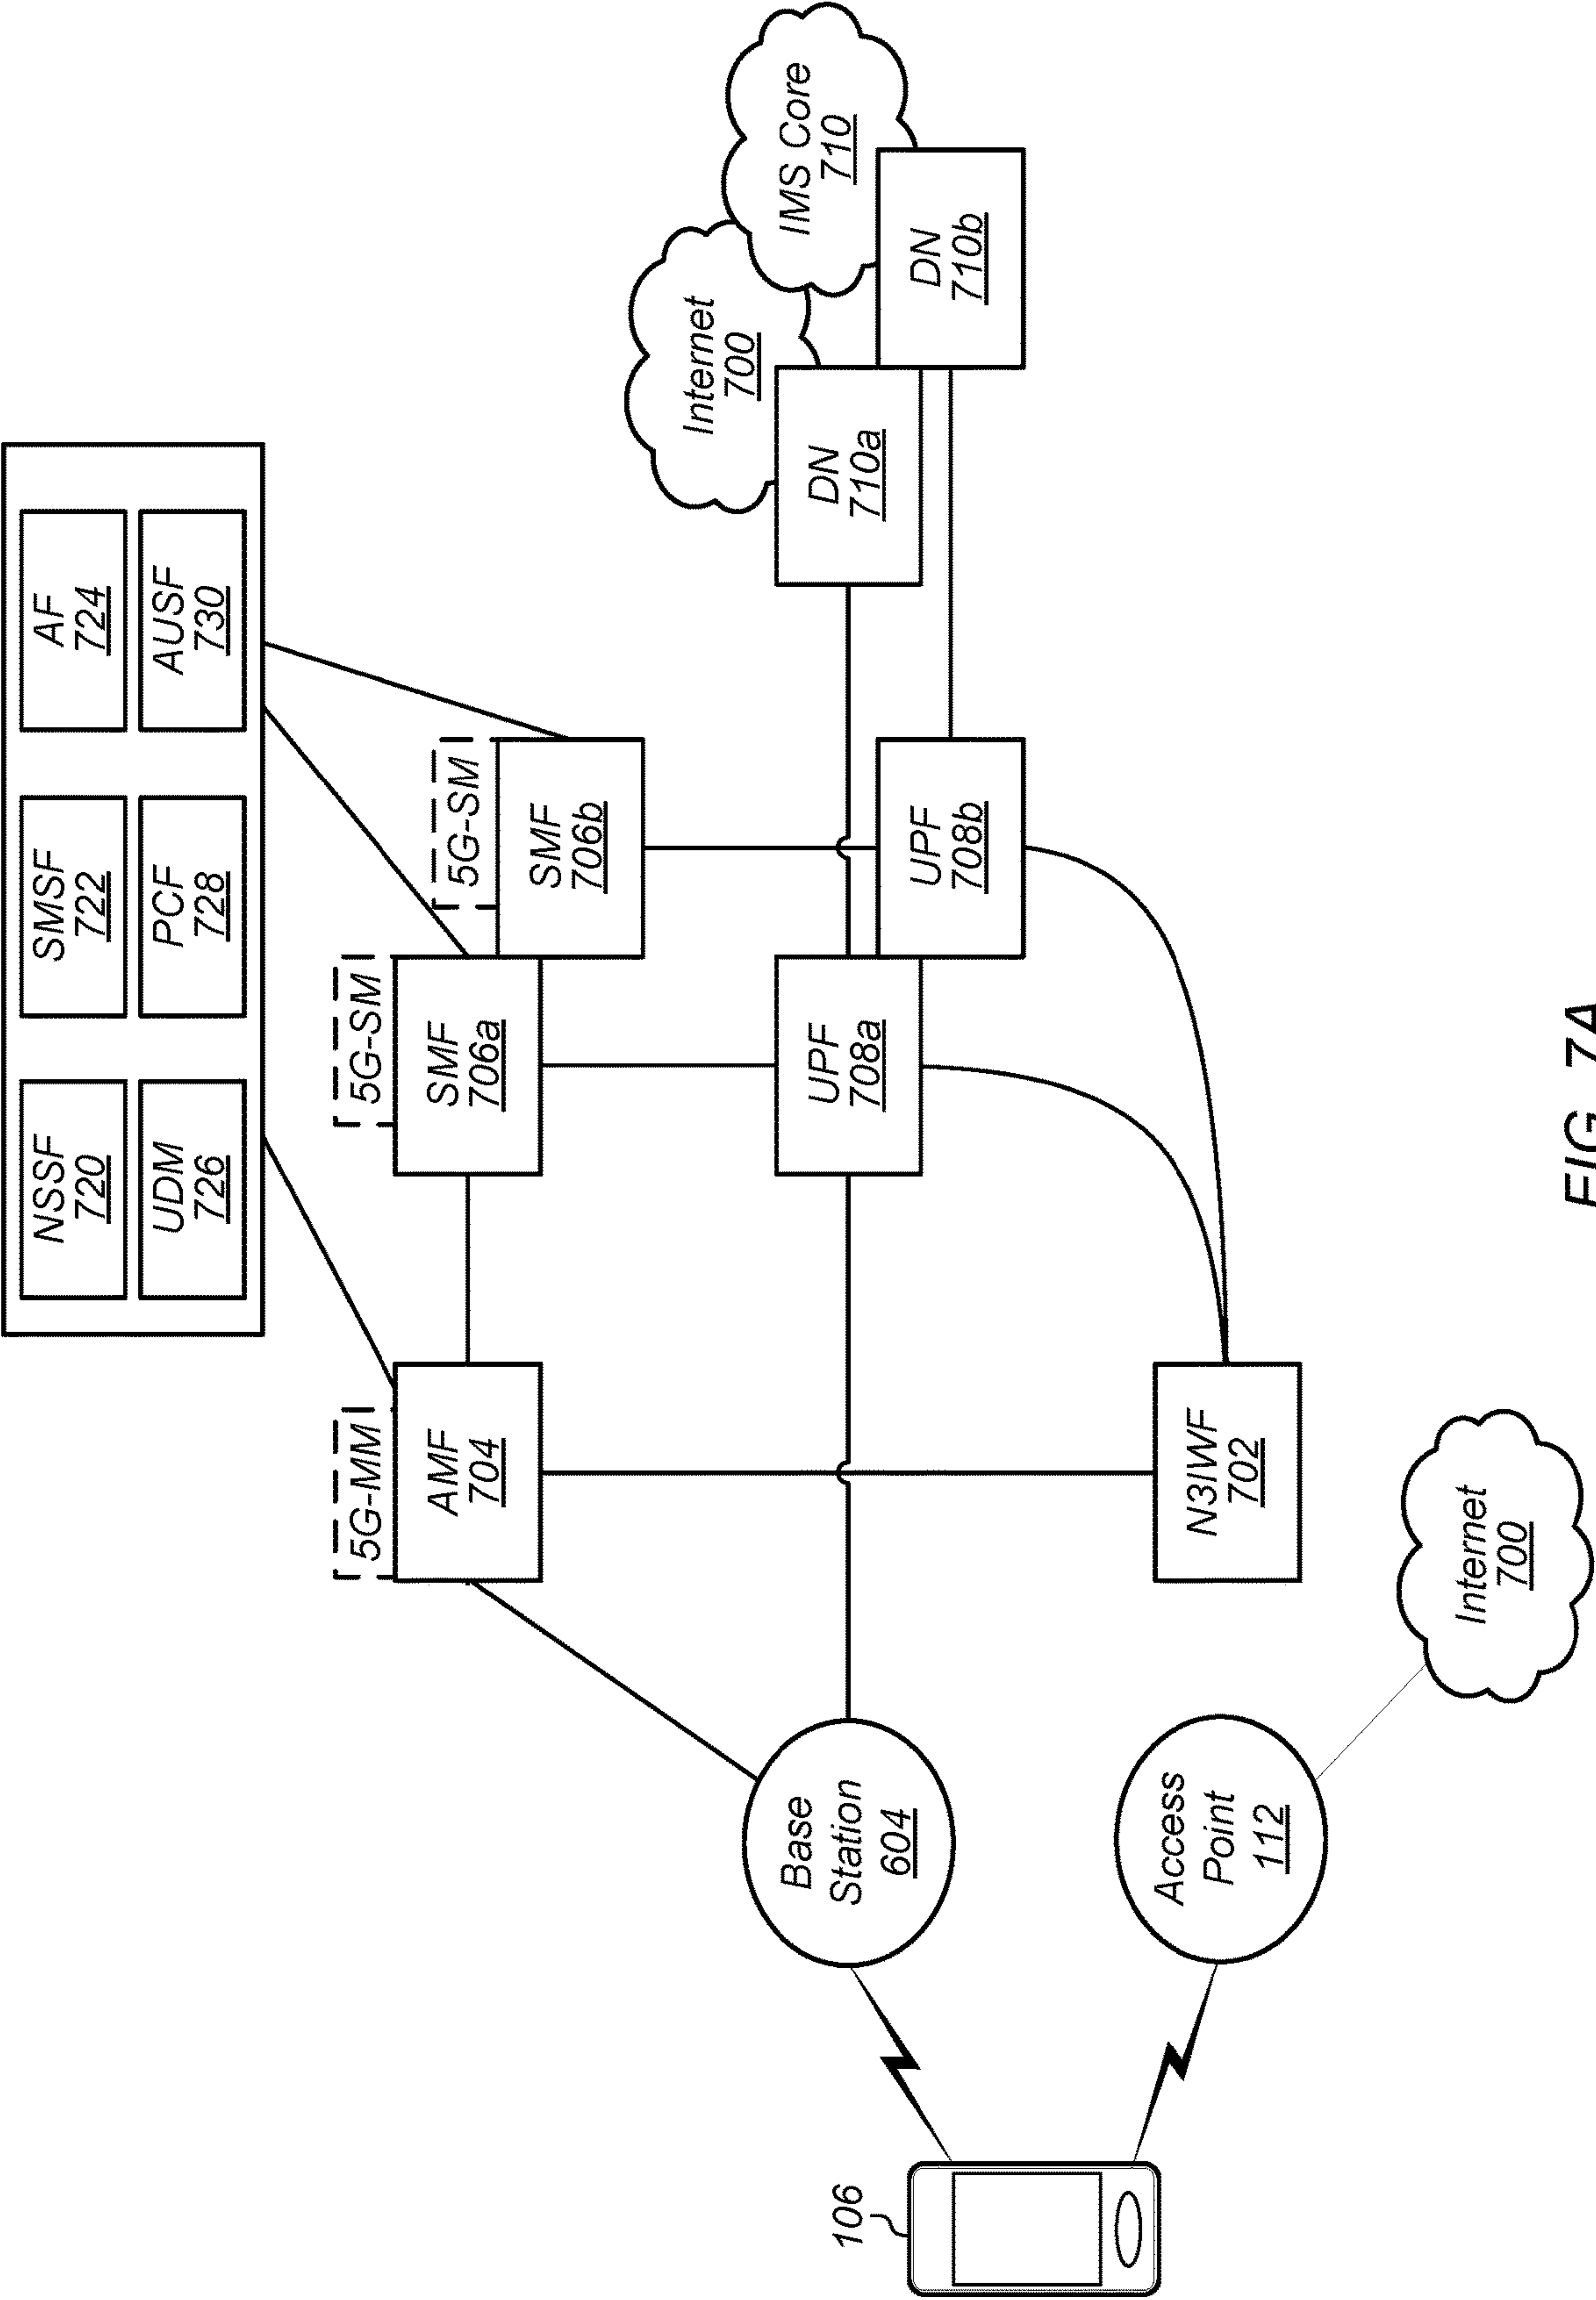 NSSF
720
SMSF
722
AF
724
UDM
726
PCF
728
AUSF
730
5G-MM
AMF
704
5G-SM
SMF
706a
5G-SM
SMF
706b
Internet
700
IMS Core
710
106
Base
Station
604
UPF
708a
UPF
708b
DN
710a
DN
710b
Access
Point
112
N3IWF
702
Internet
700
FIG. 7A